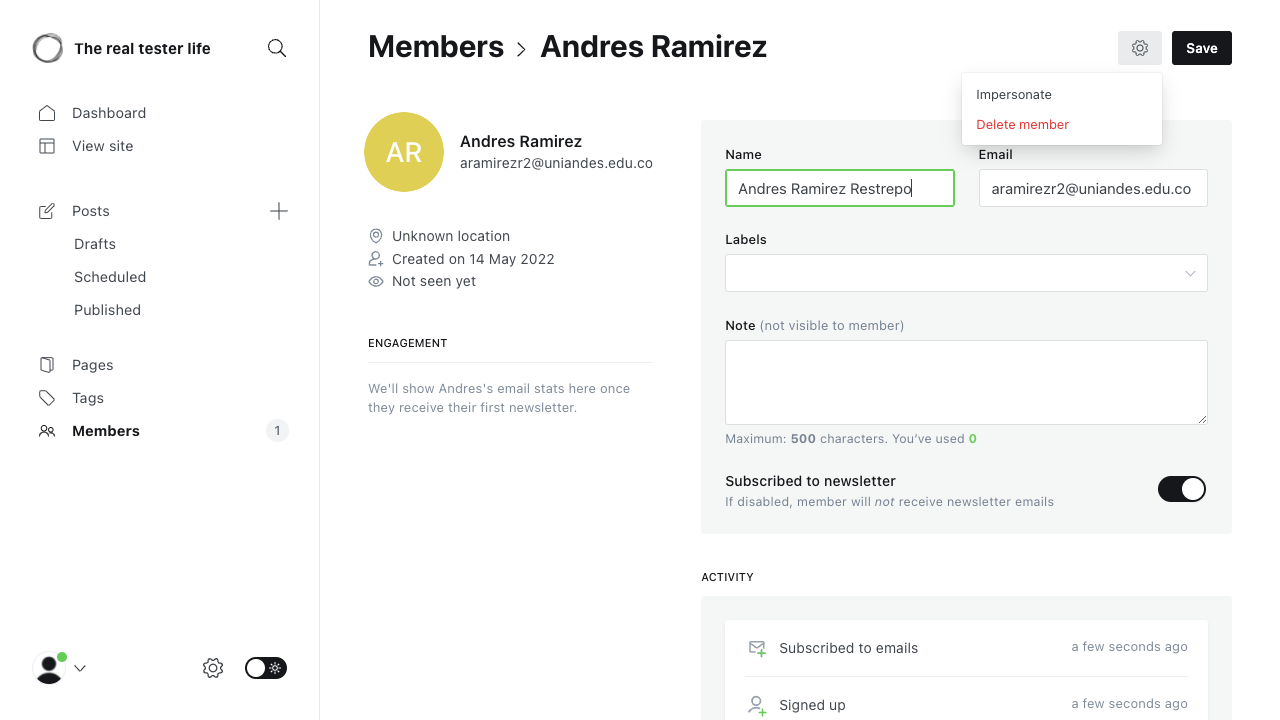 The real tester life
Dashboard
View site
Posts
Drafts
Scheduled
Published
Pages
Tags
Members 1
Members > Andres Ramirez
Save
Impersonate
Delete member
AR
Andres Ramirez
aramirezr2@uniandes.edu.co
Unknown location
Created on 14 May 2022
Not seen yet
ENGAGEMENT
We'll show Andres's email stats here once
they receive their first newsletter.
Name
Andres Ramirez Restrepo
Email
aramirezr2@uniandes.edu.co
Labels
Note (not visible to member)
Maximum: 500 characters. You’ve used 0
Subscribed to newsletter
If disabled, member will not receive newsletter emails
ACTIVITY
Subscribed to emails a few seconds ago
Signed up a few seconds ago